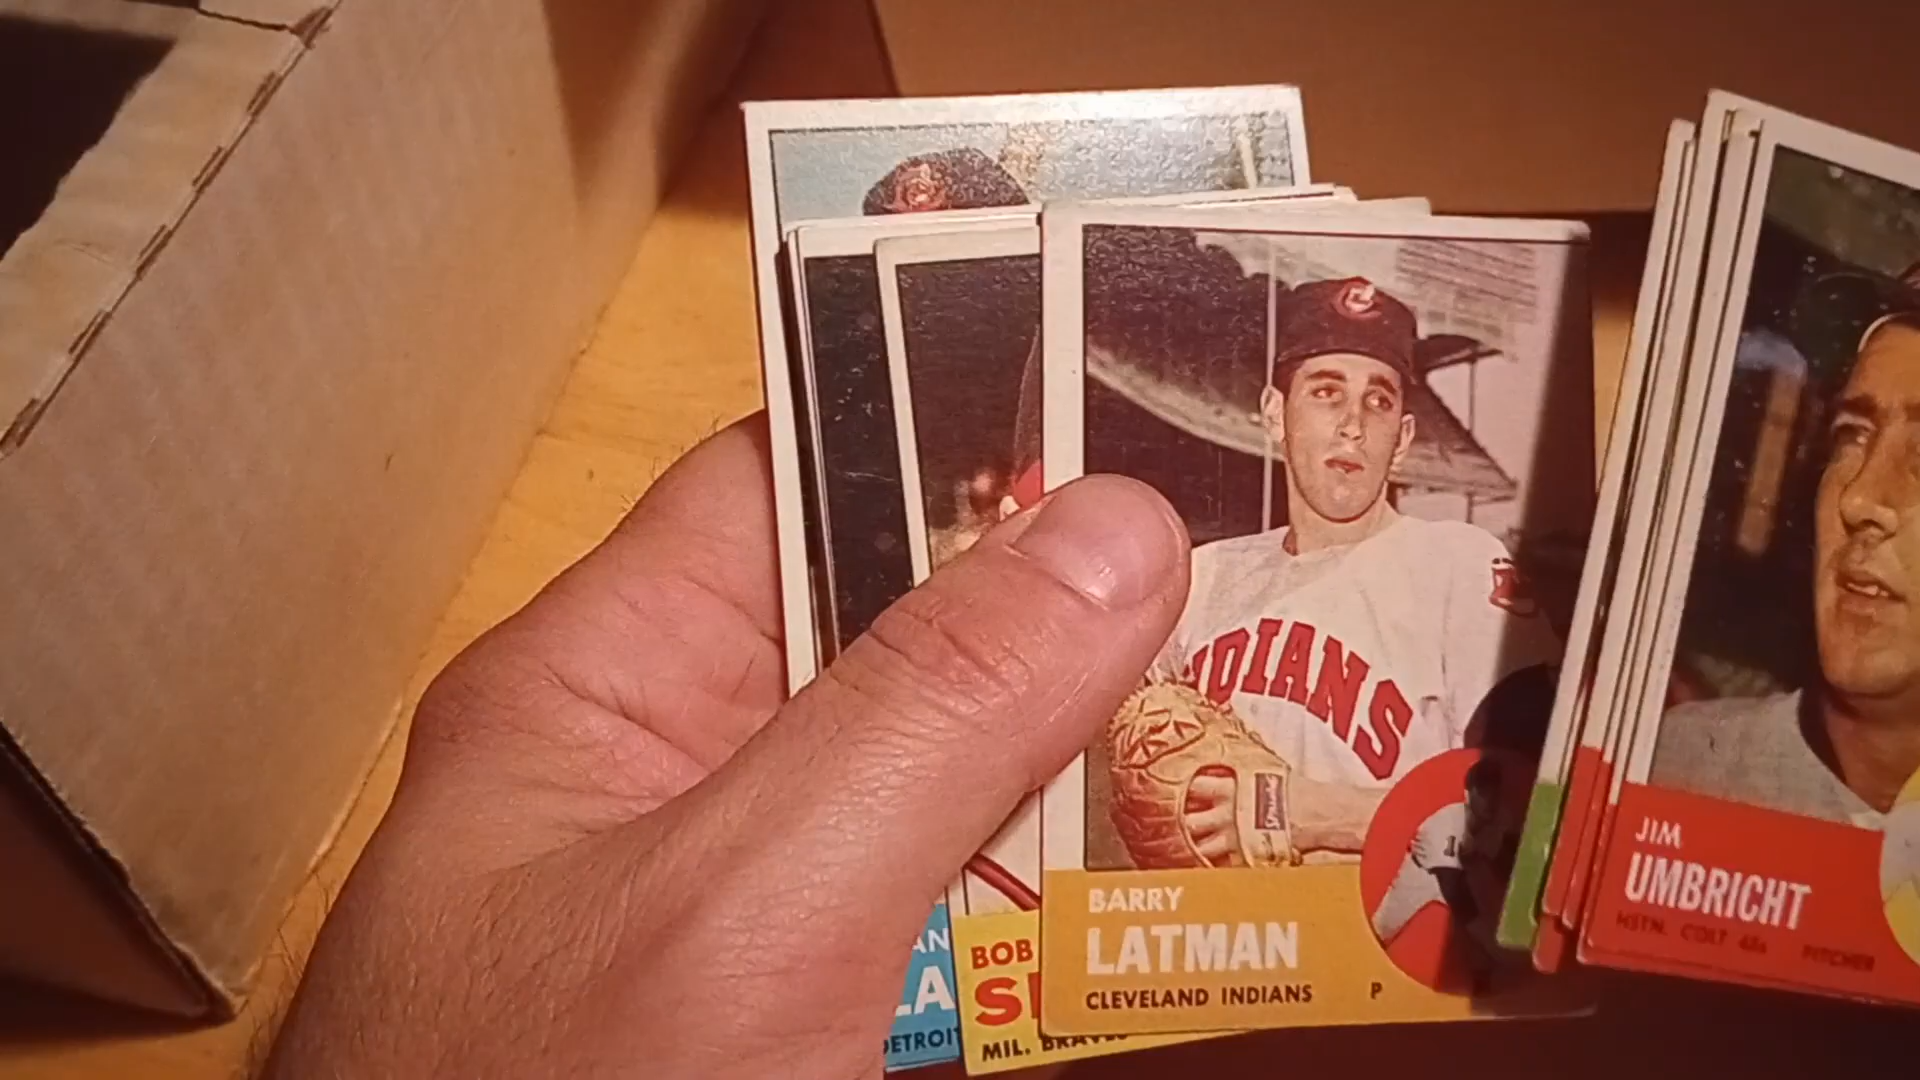 INDIANS
BARRY
LATMAN
CLEVELAND INDIANS P
BOB
MIL. BRAVES
DETROIT
JIM
UMBRICHT
HSTN. COLT 45s PITCHER